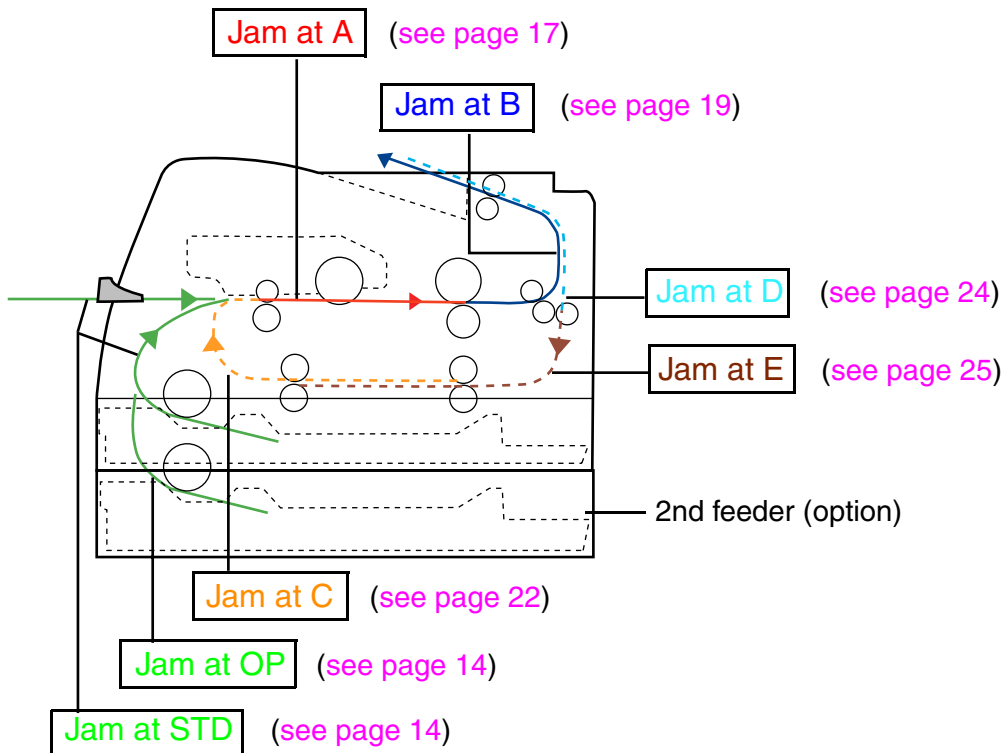 Jam at A (see page 17)
Jam at B (see page 19)
Jam at D (see page 24)
Jam at E (see page 25)
2nd feeder (option)
Jam at C (see page 22)
Jam at OP (see page 14)
Jam at STD (see page 14)